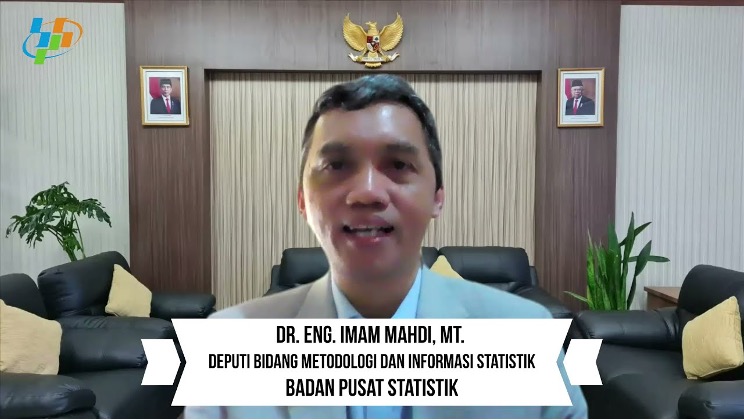 DR. ENG. IMAM MAHDI, MT.
DEPUTI BIDANG METODOLOGI DAN INFORMASI STATISTIK
BADAN PUSAT STATISTIK